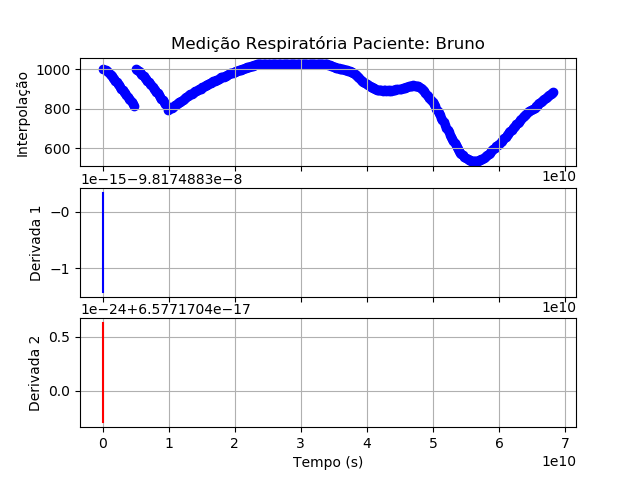 Medição Respiratória Paciente: Bruno
Interpolação
1000
800
600
1e10
1e−15−9.8174883e−8
Derivada 1
−0
−1
1e10
1e−24+6.5771704e−17
Derivada 2
0.5
0.0
0 1 2 3 4 5 6 7
Tempo (s)
1e10